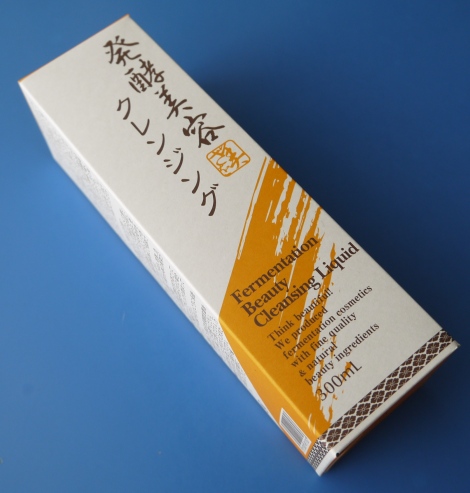 発酵美容
クレンジング
Fermentation
Beauty
Cleansing Liquid
Think beautiful!
We produced
fermentation cosmetics
with fine quality
& natural
beauty ingredients
300mL